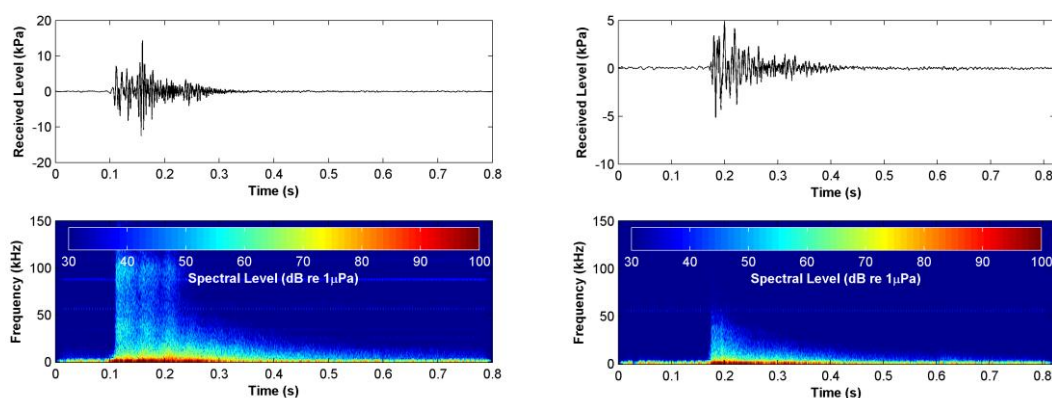 20
10
0
-10
-20
Received Level (kPa)
0 0.1 0.2 0.3 0.4 0.5 0.6 0.7 0.8
Time (s)
5
0
-5
-10
Received Level (kPa)
0 0.1 0.2 0.3 0.4 0.5 0.6 0.7 0.8
Time (s)
150
100
50
0
Frequency (kHz)
30 40 50 60 70 80 90 100
Spectral Level (dB re 1μPa)
0 0.1 0.2 0.3 0.4 0.5 0.6 0.7 0.8
Time (s)
150
100
50
0
Frequency (kHz)
30 40 50 60 70 80 90 100
Spectral Level (dB re 1μPa)
0 0.1 0.2 0.3 0.4 0.5 0.6 0.7 0.8
Time (s)